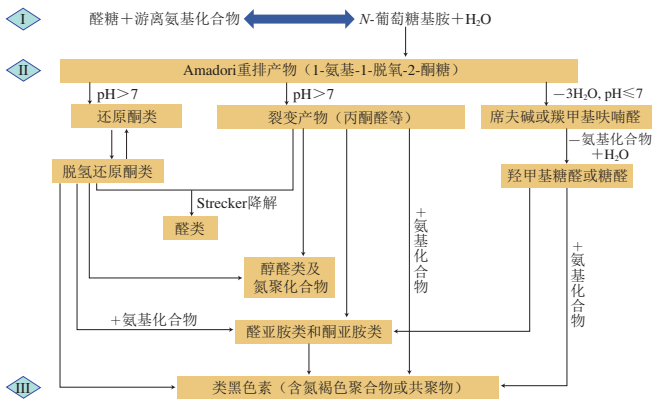 I
醛糖＋游离氨基化合物
N-葡萄糖基胺＋H₂O
II
Amadori重排产物（1-氨基-1-脱氧-2-酮糖）
pH＞7
pH＞7
－3H₂O, pH≤7
还原酮类
裂变产物（丙酮醛等）
席夫碱或羰甲基呋喃醛
－氨基化合物
＋H₂O
脱氢还原酮类
羟甲基糖醛或糖醛
Strecker降解
醛类
＋氨基化合物
＋氨基化合物
醇醛类及
氮聚化合物
＋氨基化合物
醛亚胺类和酮亚胺类
III
类黑色素（含氮褐色聚合物或共聚物）